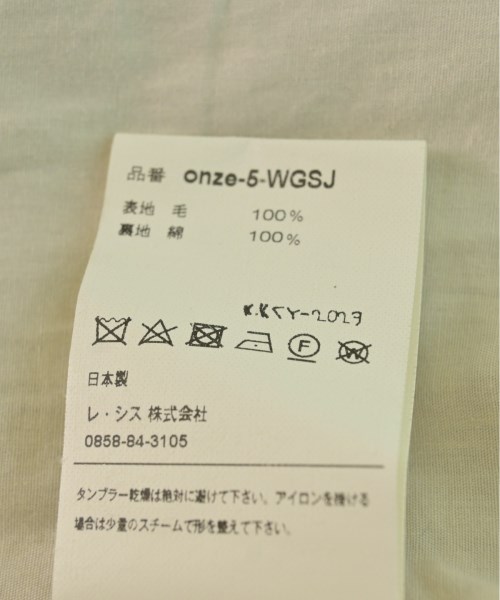 品番 onze-5-WGSJ
表地 毛 100%
裏地 綿 100%
K.KCY-2023
F
W
日本製
レ・シス 株式会社
0858-84-3105
タンブラー乾燥は絶対に避けて下さい。アイロンを掛ける
場合は少量のスチームで形を整えて下さい。